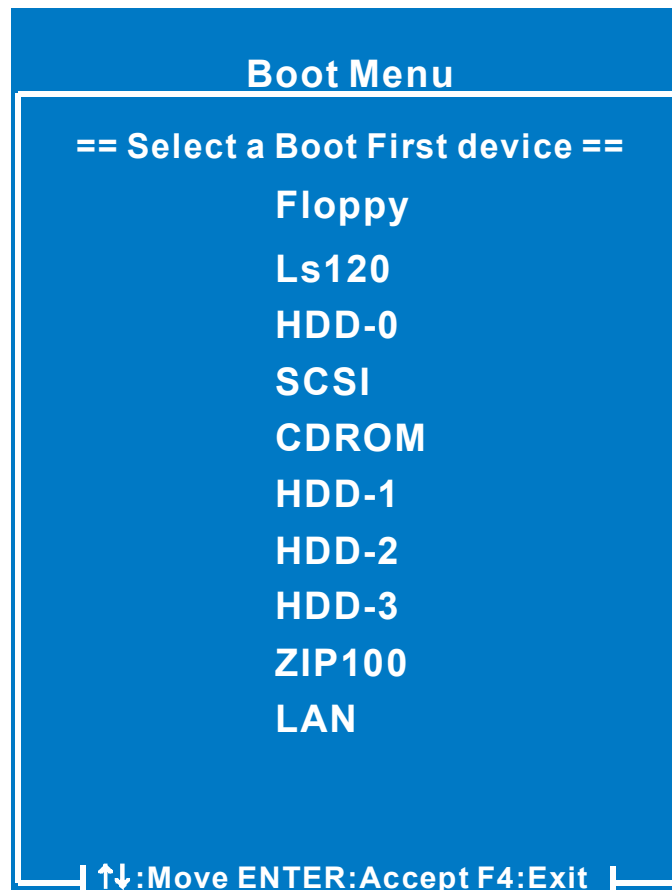 Boot Menu
== Select a Boot First device ==
Floppy
Ls120
HDD-0
SCSI
CDROM
HDD-1
HDD-2
HDD-3
ZIP100
LAN
↑↓:Move ENTER:Accept F4:Exit